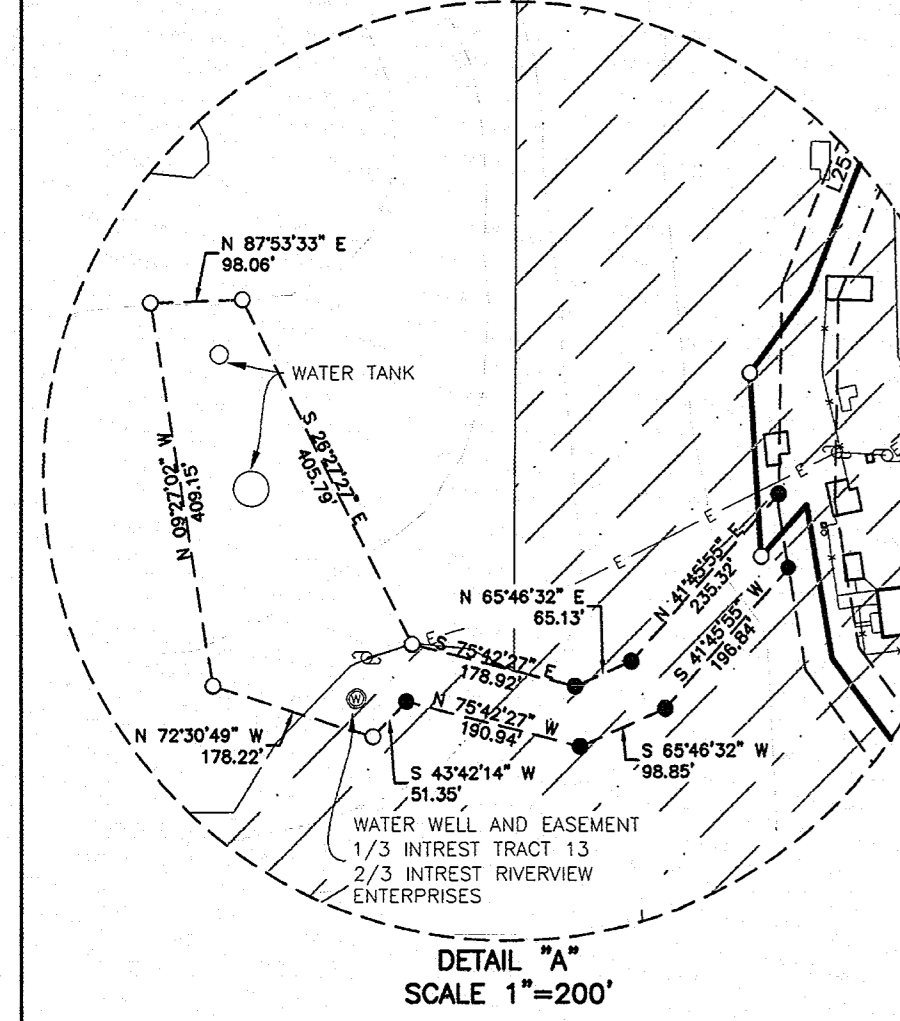 L25
N 87°53'33" E
98.06'
WATER TANK
N 09°27'02" W
409.15'
S 26°27'27" E
405.79'
E
E
E
E
E
N 65°46'32" E
65.13'
N 41°45'55" E
235.32'
S 41°45'55" W
196.84'
E
S 75°42'27" E
178.92'
W
N 75°42'27" W
190.94'
N 72°30'49" W
178.22'
S 65°46'32" W
98.85'
S 43°42'14" W
51.35'
WATER WELL AND EASEMENT
1/3 INTREST TRACT 13
2/3 INTREST RIVERVIEW
ENTERPRISES
DETAIL "A"
SCALE 1"=200'